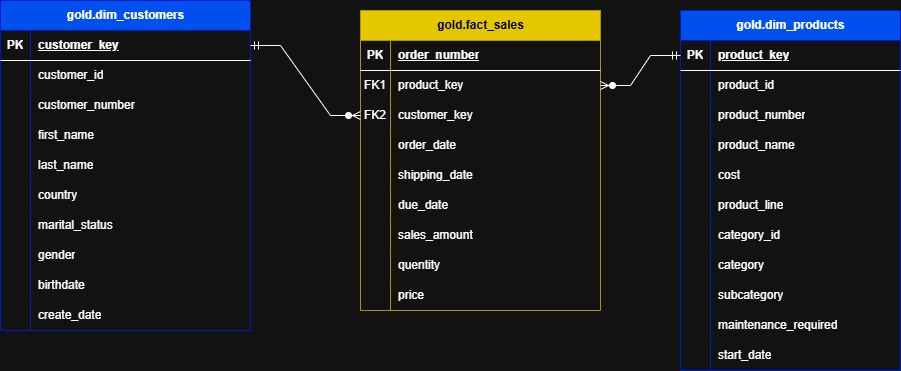 gold.dim_customers
PK customer_key
customer_id
customer_number
first_name
last_name
country
marital_status
gender
birthdate
create_date
gold.fact_sales
PK order_number
FK1 product_key
FK2 customer_key
order_date
shipping_date
due_date
sales_amount
quentity
price
gold.dim_products
PK product_key
product_id
product_number
product_name
cost
product_line
category_id
category
subcategory
maintenance_required
start_date